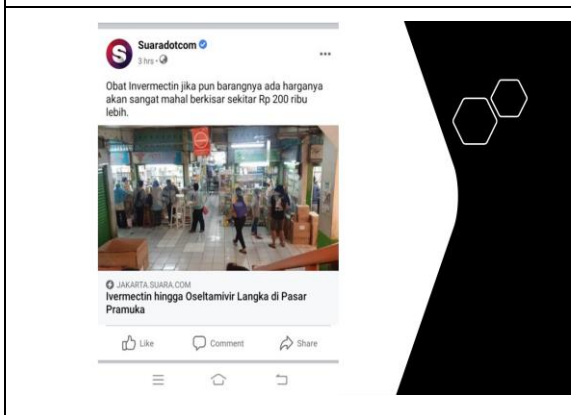 Suaradotcom
3 hrs ·
Obat Invermectin jika pun barangnya ada harganya
akan sangat mahal berkisar sekitar Rp 200 ribu
lebih.
JAKARTA.SUARA.COM
Ivermectin hingga Oseltamivir Langka di Pasar
Pramuka
Like Comment Share